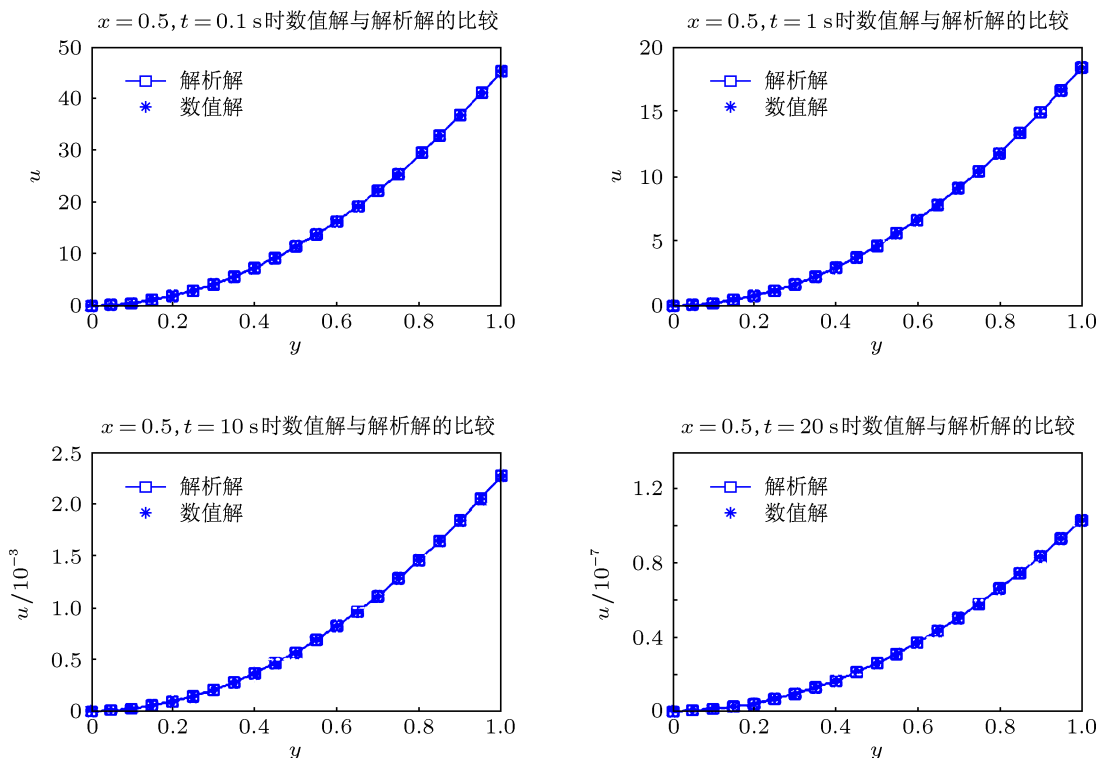 x = 0.5, t = 0.1 s时数值解与解析解的比较
50
40
30
20
10
0
u
解析解
数值解
0 0.2 0.4 0.6 0.8 1.0
y
x = 0.5, t = 1 s时数值解与解析解的比较
20
15
10
5
0
u
解析解
数值解
0 0.2 0.4 0.6 0.8 1.0
y
x = 0.5, t = 10 s时数值解与解析解的比较
2.5
2.0
1.5
1.0
0.5
0
u/10⁻³
解析解
数值解
0 0.2 0.4 0.6 0.8 1.0
y
x = 0.5, t = 20 s时数值解与解析解的比较
1.2
0.8
0.4
0
u/10⁻⁷
解析解
数值解
0 0.2 0.4 0.6 0.8 1.0
y